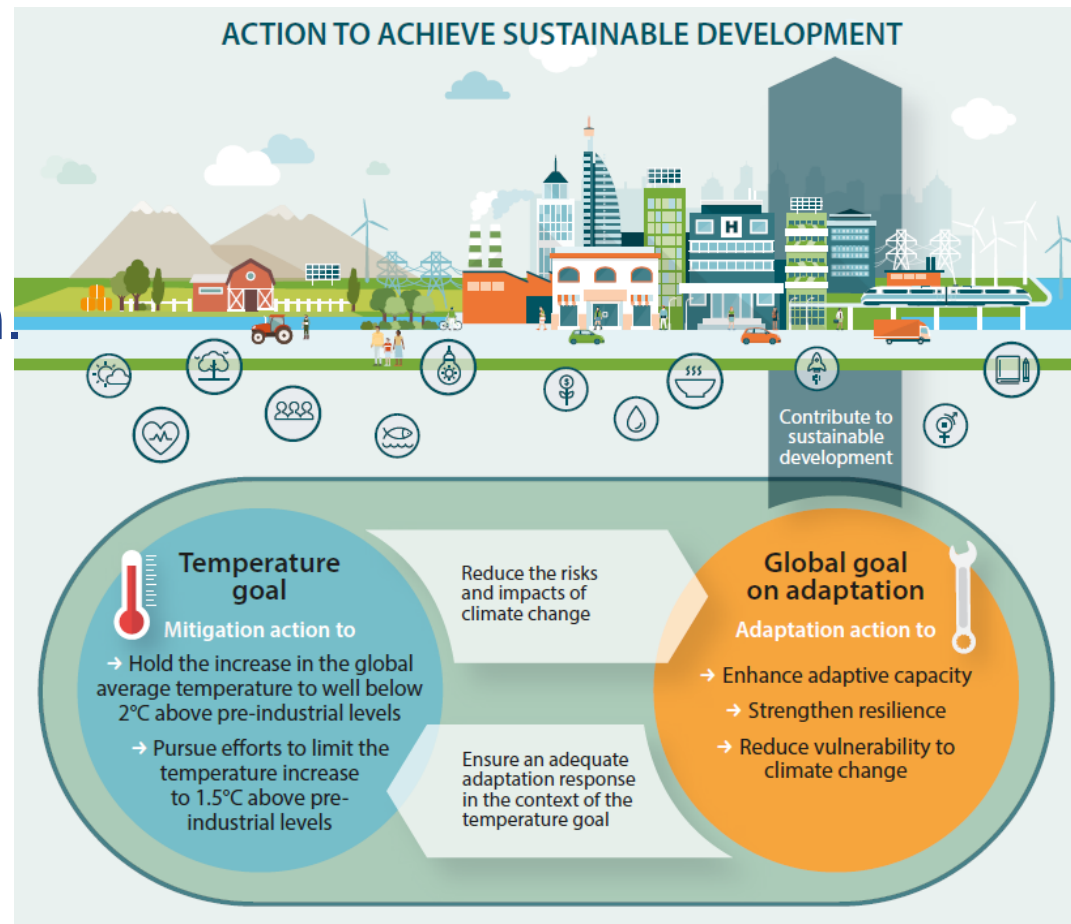 ACTION TO ACHIEVE SUSTAINABLE DEVELOPMENT
H
Contribute to
sustainable
development
Temperature
goal
Mitigation action to
→ Hold the increase in the global
average temperature to well below
2°C above pre-industrial levels
→ Pursue efforts to limit the
temperature increase
to 1.5°C above pre-
industrial levels
Reduce the risks
and impacts of
climate change
Ensure an adequate
adaptation response
in the context of the
temperature goal
Global goal
on adaptation
Adaptation action to
→ Enhance adaptive capacity
→ Strengthen resilience
→ Reduce vulnerability to
climate change